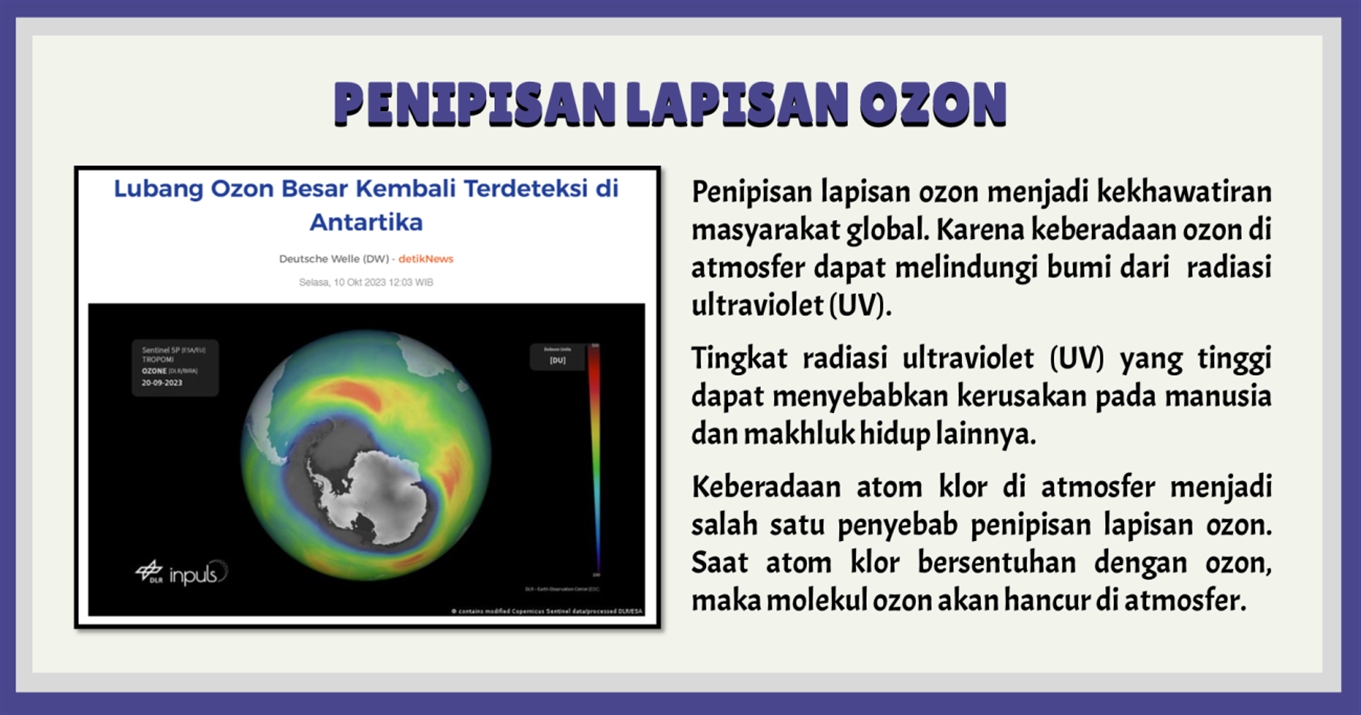 PENIPISAN LAPISAN OZON
Lubang Ozon Besar Kembali Terdeteksi di
Antartika
Deutsche Welle (DW) - detikNews
Selasa, 10 Okt 2023 12:03 WIB
Sentinel 5P [ESA/EU]
TROPOMI
OZONE [DLR/BIRA]
20-09-2023
Dobson Units
[DU]
100
DLR
inpuls
DLR - Earth Observation Center (EOC)
© contains modified Copernicus Sentinel data/processed DLR/ESA
Penipisan lapisan ozon menjadi kekhawatiran
masyarakat global. Karena keberadaan ozon di
atmosfer dapat melindungi bumi dari radiasi
ultraviolet (UV).
Tingkat radiasi ultraviolet (UV) yang tinggi
dapat menyebabkan kerusakan pada manusia
dan makhluk hidup lainnya.
Keberadaan atom klor di atmosfer menjadi
salah satu penyebab penipisan lapisan ozon.
Saat atom klor bersentuhan dengan ozon,
maka molekul ozon akan hancur di atmosfer.